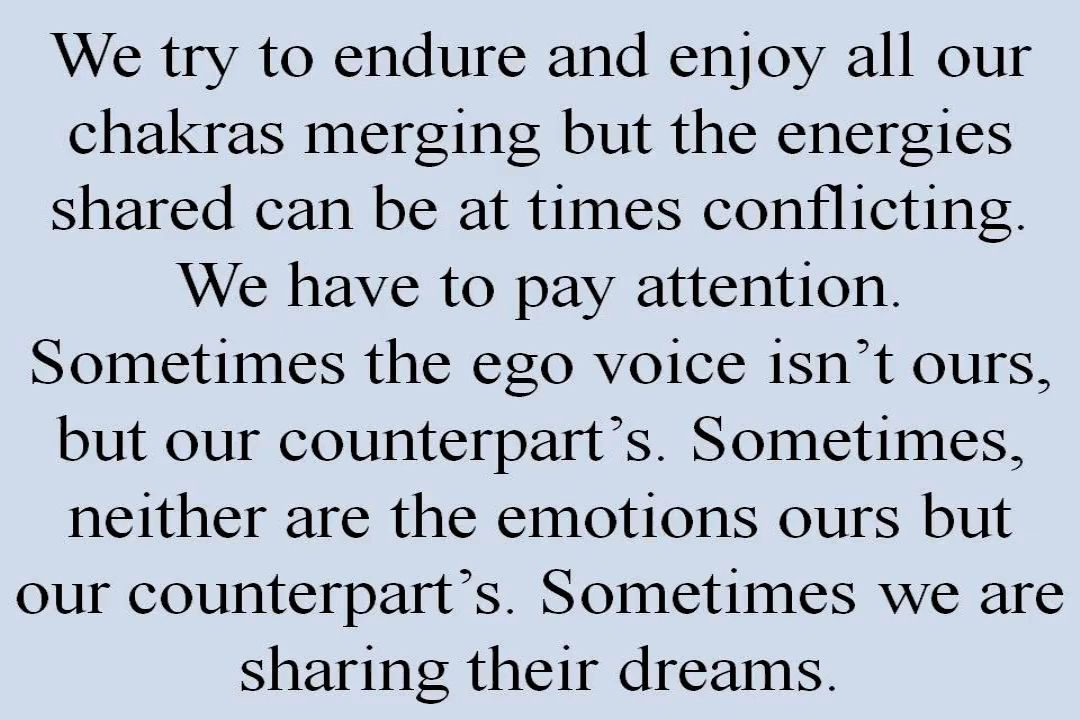 We try to endure and enjoy all our
chakras merging but the energies
shared can be at times conflicting.
We have to pay attention.
Sometimes the ego voice isn’t ours,
but our counterpart’s. Sometimes,
neither are the emotions ours but
our counterpart’s. Sometimes we are
sharing their dreams.